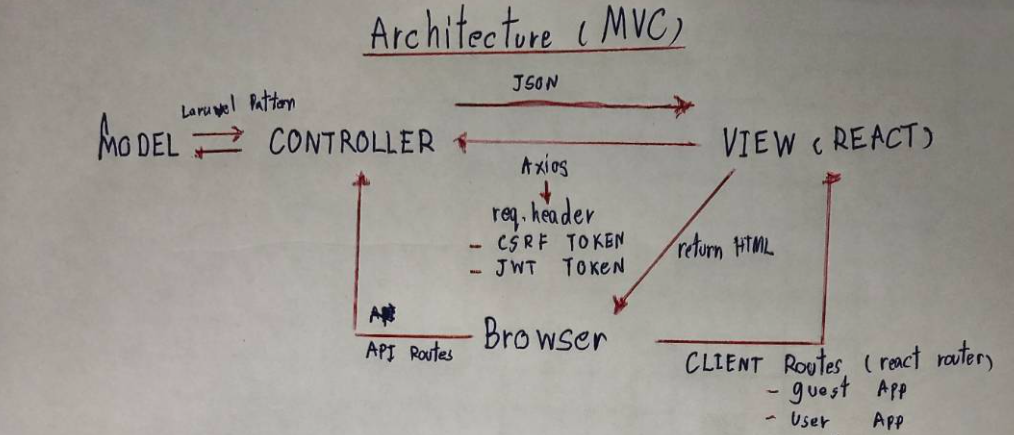 Architecture (MVC)
JSON
Laravel Pattern
MODEL
CONTROLLER
VIEW (REACT)
Axios
req.header
- CSRF TOKEN
- JWT TOKEN
return HTML
Browser
API Routes
CLIENT Routes (react router)
- guest App
- User App